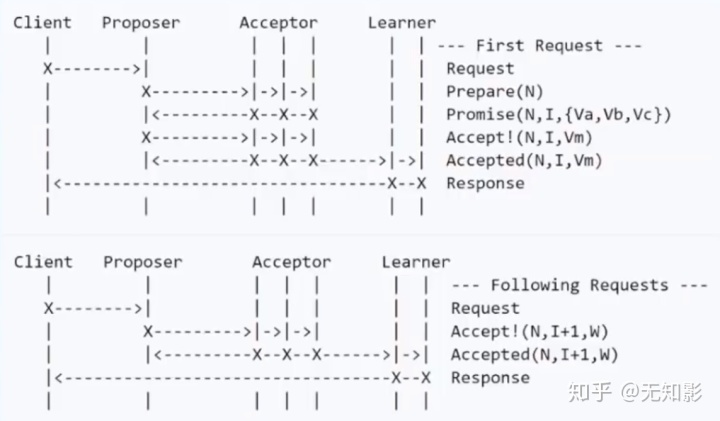 Client Proposer Acceptor Learner
| | | | | | | --- First Request ---
X-------->| | | | | | Request
| X--------->|->|->| | | Prepare(N)
| |<---------X--X--X | | Promise(N,I,{Va,Vb,Vc})
| X--------->|->|->| | | Accept!(N,I,Vm)
| |<---------X--X--X------>|->| Accepted(N,I,Vm)
|<---------------------------------X--X Response
| | | | | | |
Client Proposer Acceptor Learner
| | | | | | | --- Following Requests ---
X-------->| | | | | | Request
| X--------->|->|->| | | Accept!(N,I+1,W)
| |<---------X--X--X------>|->| Accepted(N,I+1,W)
|<---------------------------------X--X Response
| | | | | | |
知乎 @无知影